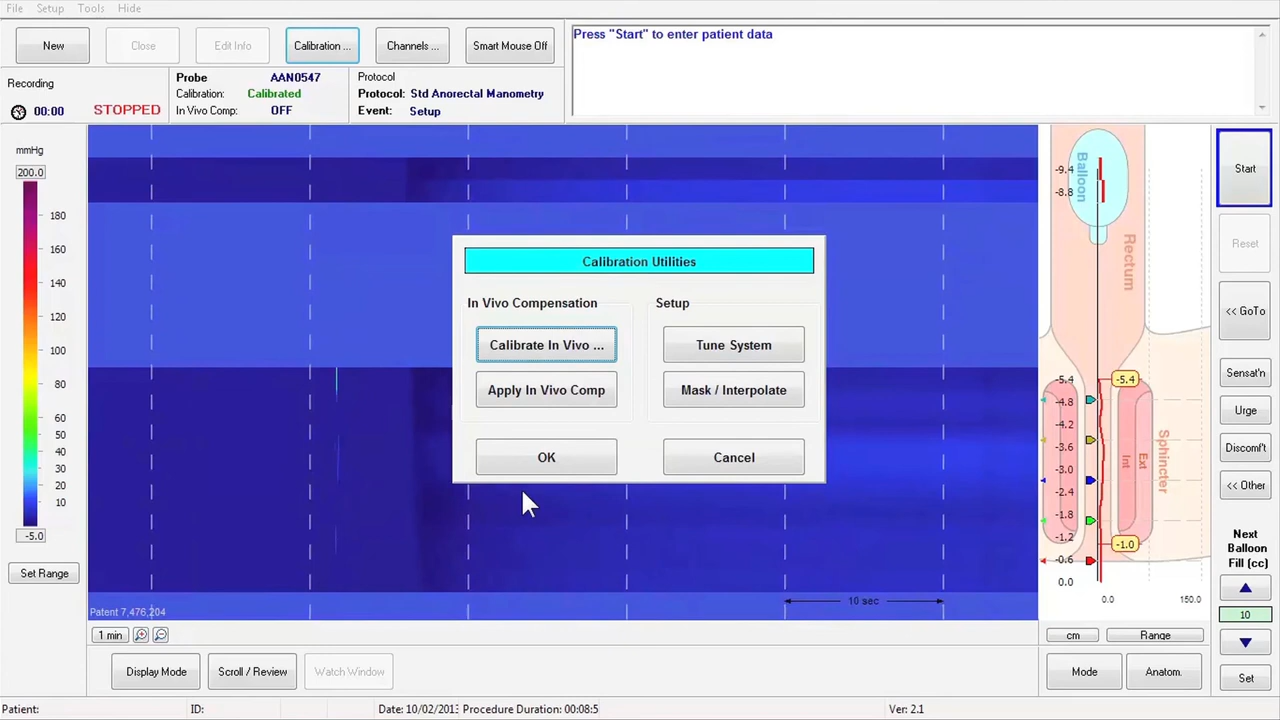 File Setup Tools Hide
New Close Edit Info Calibration ... Channels ... Smart Mouse Off
Press "Start" to enter patient data
Recording
00:00 STOPPED
Probe AAN0547
Calibration: Calibrated
In Vivo Comp: OFF
Protocol
Protocol: Std Anorectal Manometry
Event: Setup
mmHg
200.0
180
160
140
120
100
80
60
50
40
30
20
10
-5.0
Set Range
Calibration Utilities
In Vivo Compensation
Calibrate In Vivo ...
Apply In Vivo Comp
OK
Setup
Tune System
Mask / Interpolate
Cancel
Patent 7,476,204
10 sec
1 min
Balloon
Rectum
Sphincter
Int
Ext
-9.4
-8.8
-5.4
-4.8
-4.2
-3.6
-3.0
-2.4
-1.8
-1.2
-0.6
0.0
-5.4
-1.0
0.0 150.0
cm Range
Mode Anatom.
Start
Reset
<< GoTo
Sensat'n
Urge
Discomf't
<< Other
Next
Balloon
Fill (cc)
10
Set
Display Mode Scroll / Review Watch Window
Patient: ID: Date: 10/02/201 Procedure Duration: 00:08:5 Ver: 2.1